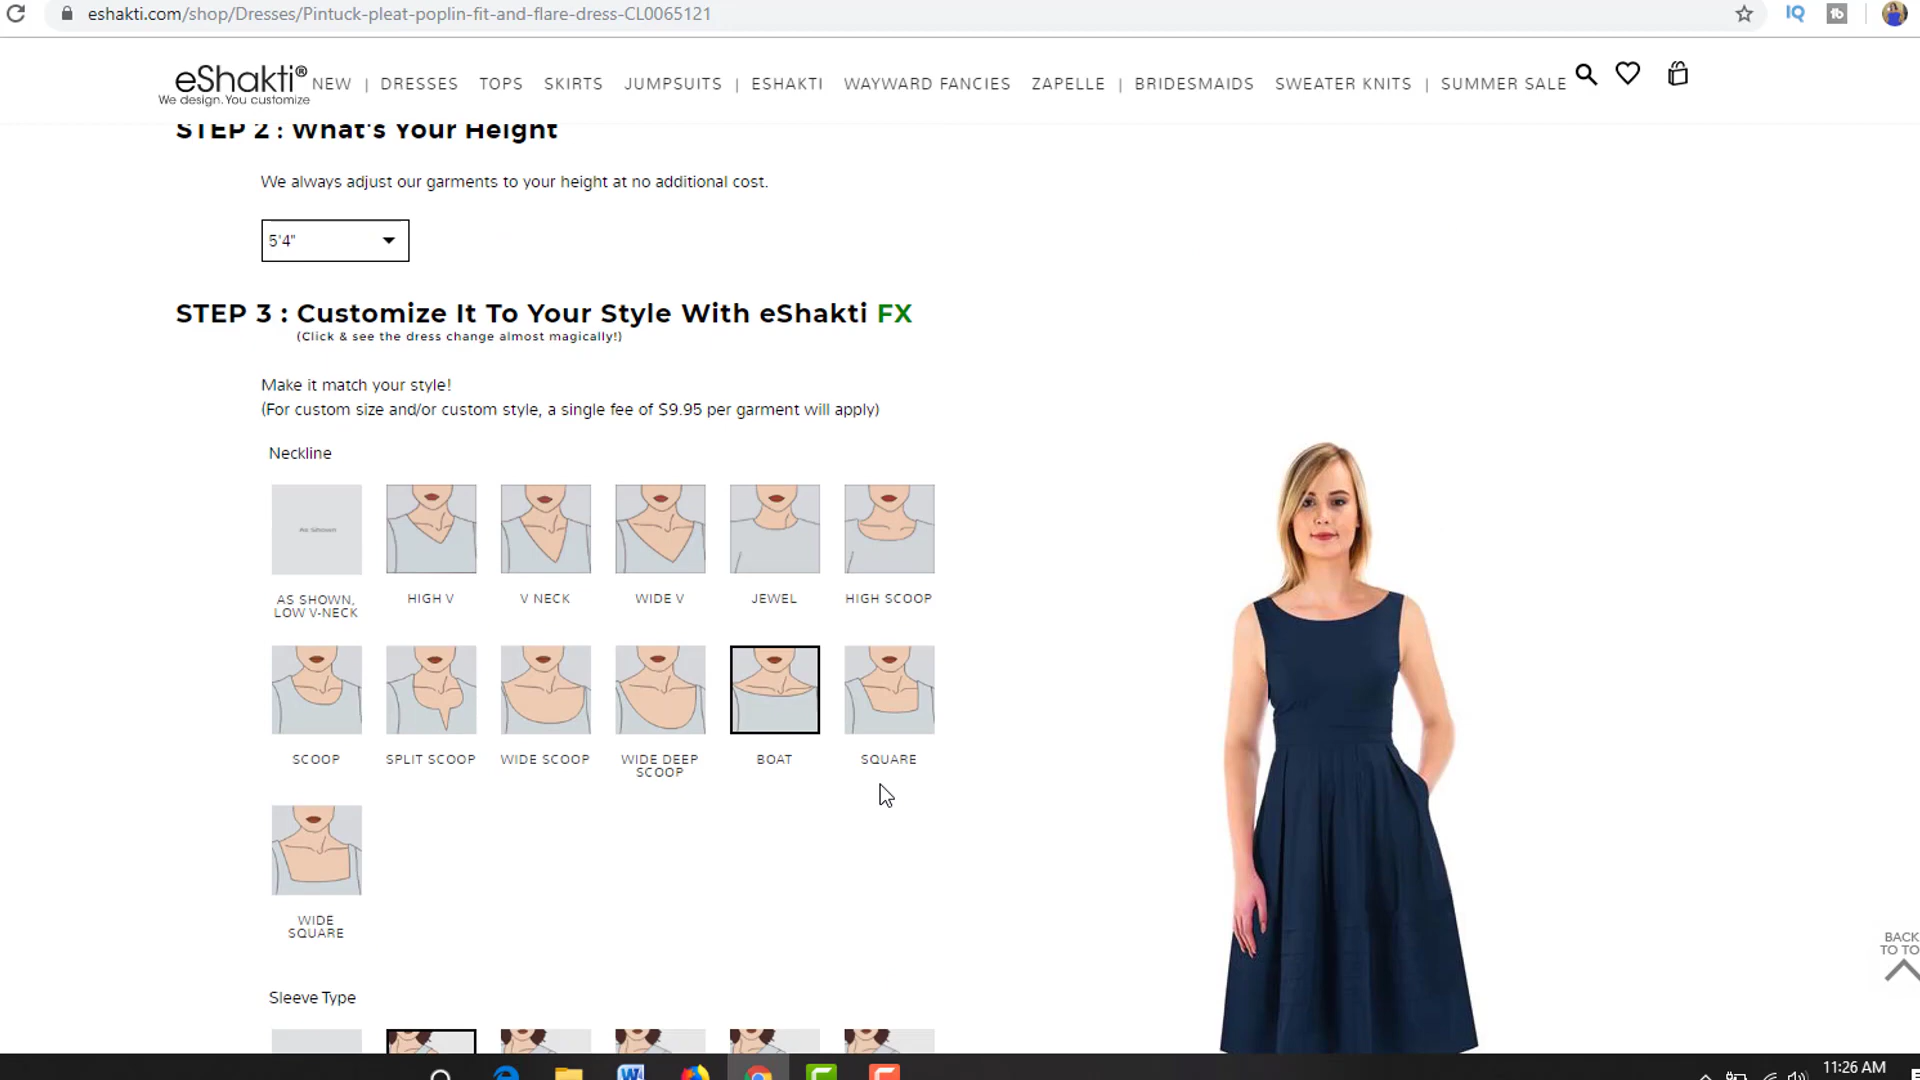 eshakti.com/shop/Dresses/Pintuck-pleat-poplin-fit-and-flare-dress-CL0065121
IQ
tb
eShakti®
We design. You customize
NEW | DRESSES TOPS SKIRTS JUMPSUITS | ESHAKTI WAYWARD FANCIES ZAPELLE | BRIDESMAIDS SWEATER KNITS | SUMMER SALE
STEP 2 : What's Your Height
We always adjust our garments to your height at no additional cost.
5'4"
STEP 3 : Customize It To Your Style With eShakti FX
(Click & see the dress change almost magically!)
Make it match your style!
(For custom size and/or custom style, a single fee of $9.95 per garment will apply)
Neckline
As Shown
AS SHOWN, LOW V-NECK
HIGH V
V NECK
WIDE V
JEWEL
HIGH SCOOP
SCOOP
SPLIT SCOOP
WIDE SCOOP
WIDE DEEP SCOOP
BOAT
SQUARE
WIDE SQUARE
BACK
TO TO
Sleeve Type
11:26 AM